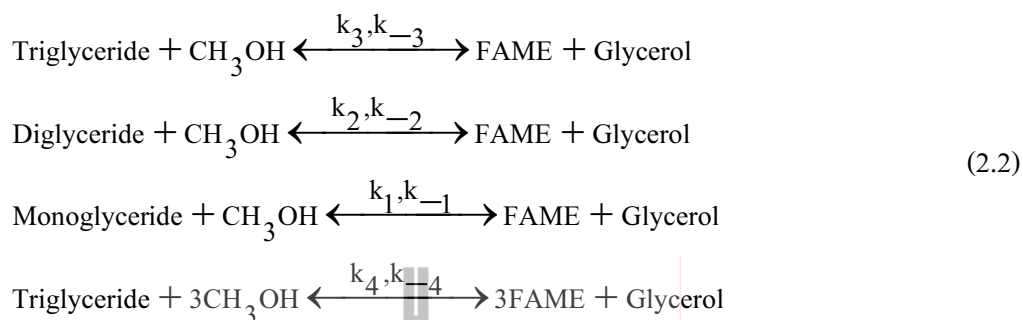 k₃,k₋₃
Triglyceride + CH₃OH ⟷ FAME + Glycerol
k₂,k₋₂
Diglyceride + CH₃OH ⟷ FAME + Glycerol
(2.2)
k₁,k₋₁
Monoglyceride + CH₃OH ⟷ FAME + Glycerol
k₄,k₋₄
Triglyceride + 3CH₃OH ⟷ 3FAME + Glycerol